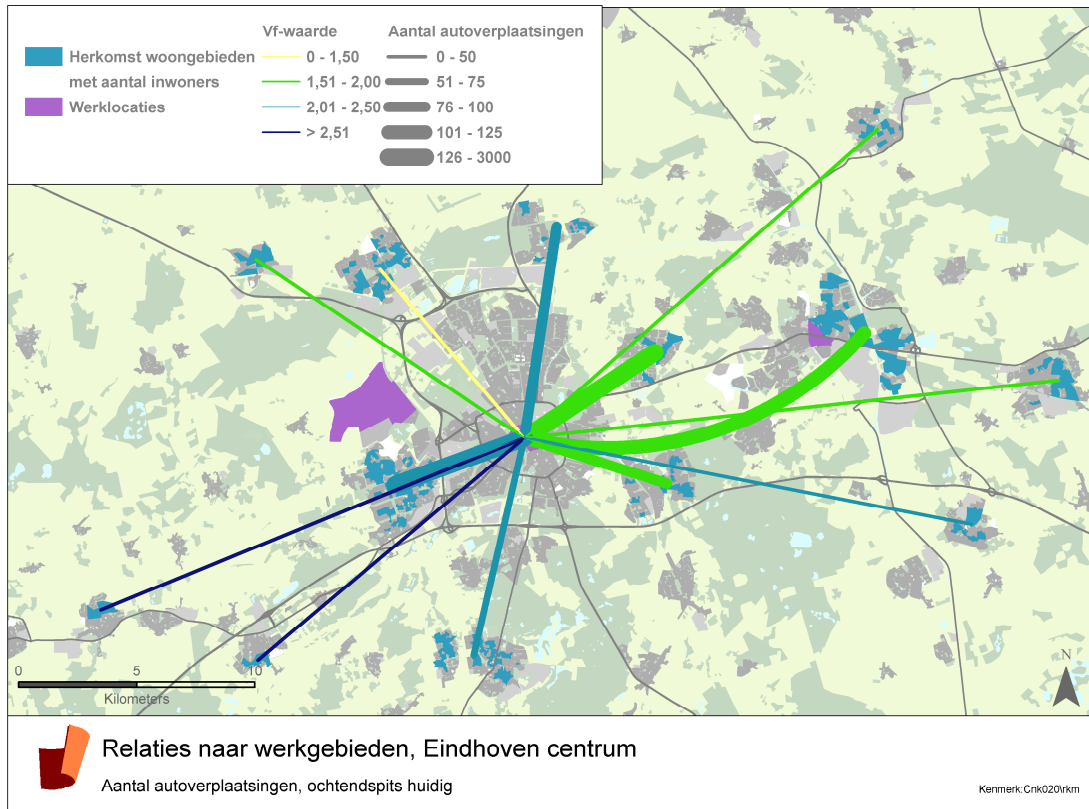 Herkomst woongebieden
met aantal inwoners
Werklocaties
Vf-waarde
0 - 1,50
1,51 - 2,00
2,01 - 2,50
> 2,51
Aantal autoverplaatsingen
0 - 50
51 - 75
76 - 100
101 - 125
126 - 3000
0 5 10
Kilometers
N
Relaties naar werkgebieden, Eindhoven centrum
Aantal autoverplaatsingen, ochtendspits huidig
Kenmerk:Cnk020\rkm